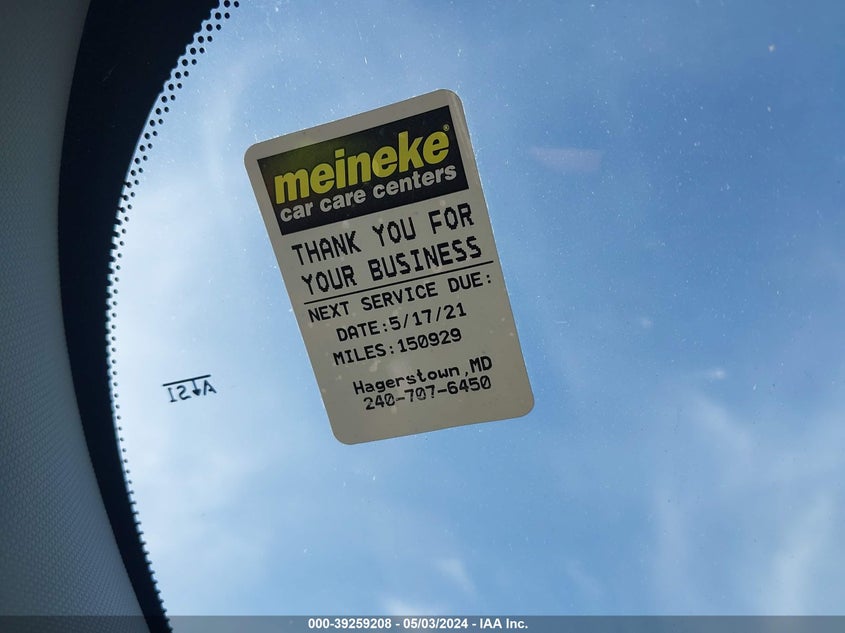 meineke®
car care centers
THANK YOU FOR
YOUR BUSINESS
NEXT SERVICE DUE:
DATE:5/17/21
MILES:150929
Hagerstown,MD
240-707-6450
AS1
000-39259208 - 05/03/2024 - IAA Inc.